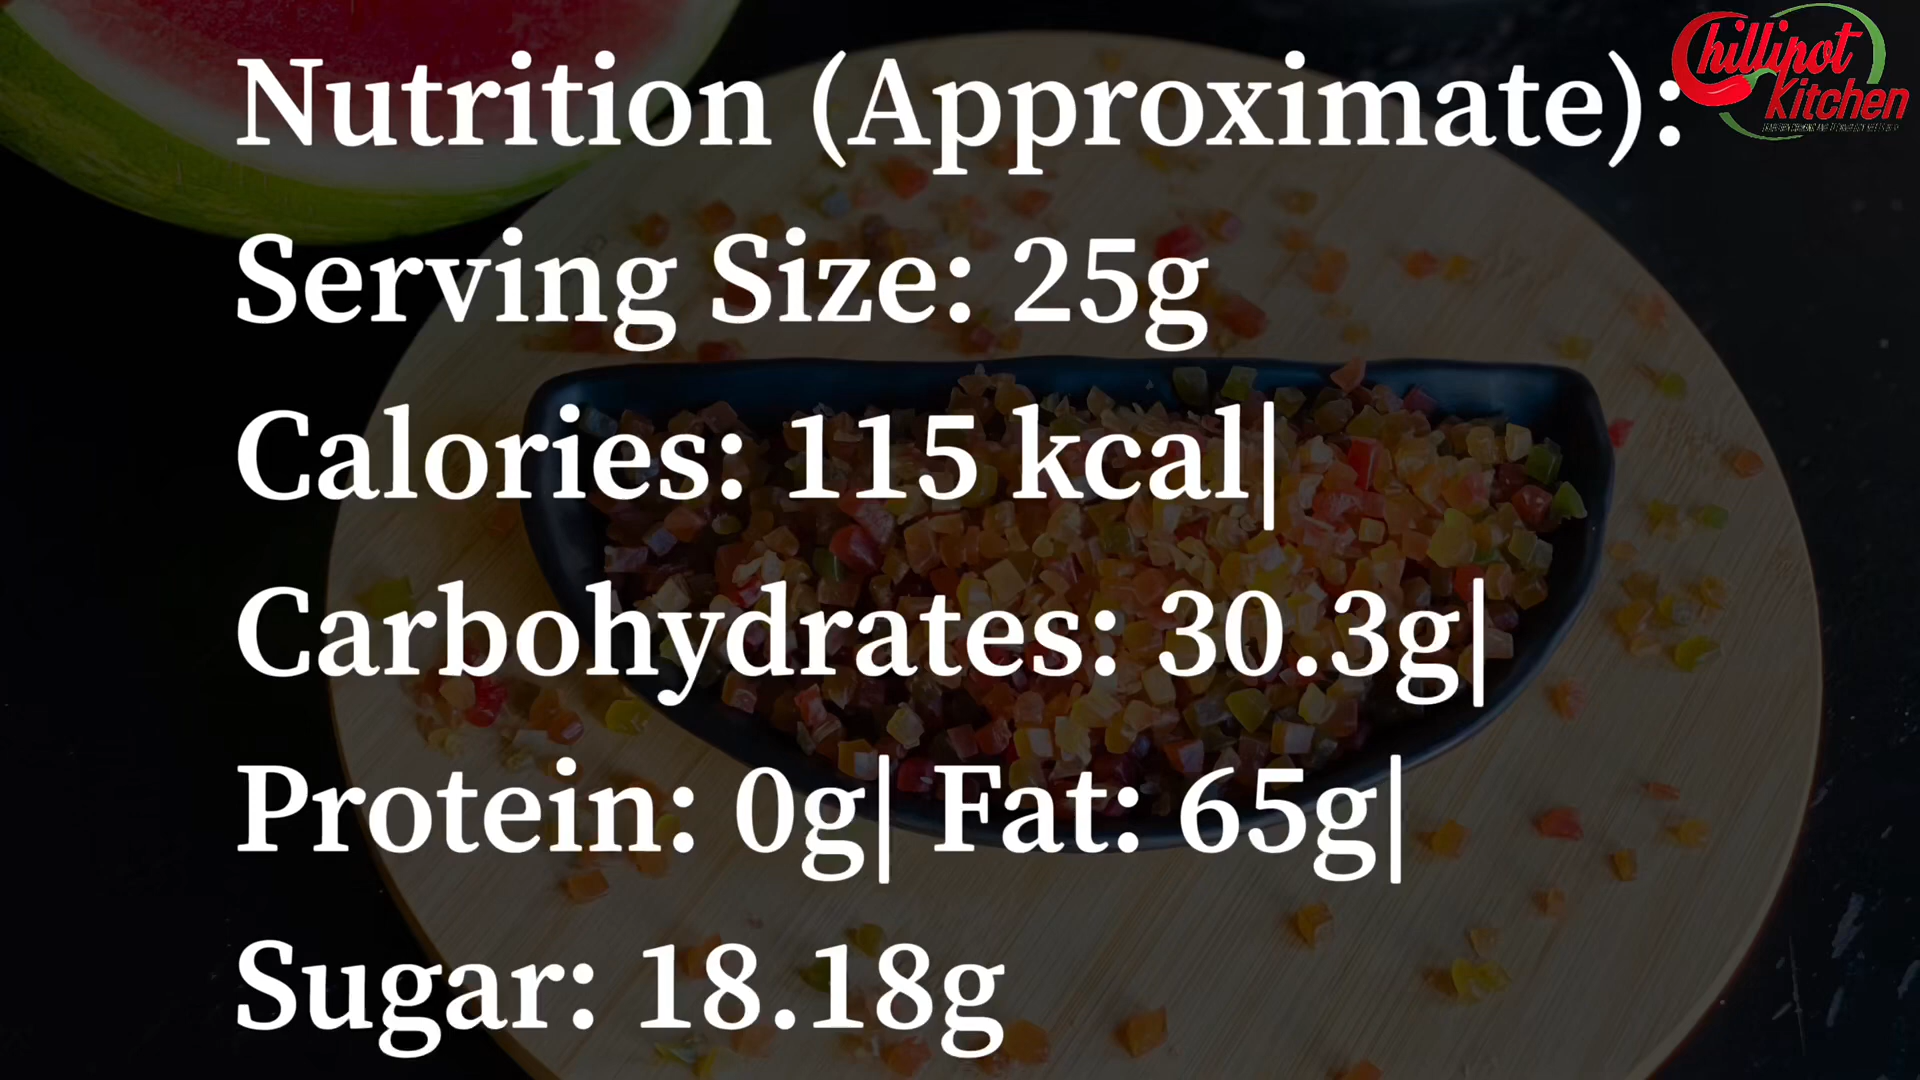 Chillipot
Kitchen
Nutrition (Approximate):
Serving Size: 25g
Calories: 115 kcal|
Carbohydrates: 30.3g|
Protein: 0g| Fat: 65g|
Sugar: 18.18g